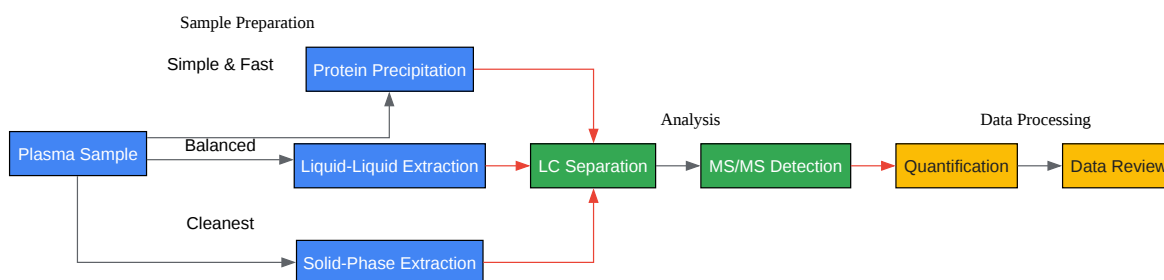 Sample Preparation
Simple & Fast
Protein Precipitation
Plasma Sample
Balanced
Liquid-Liquid Extraction
Cleanest
Solid-Phase Extraction
Analysis
LC Separation
MS/MS Detection
Data Processing
Quantification
Data Review